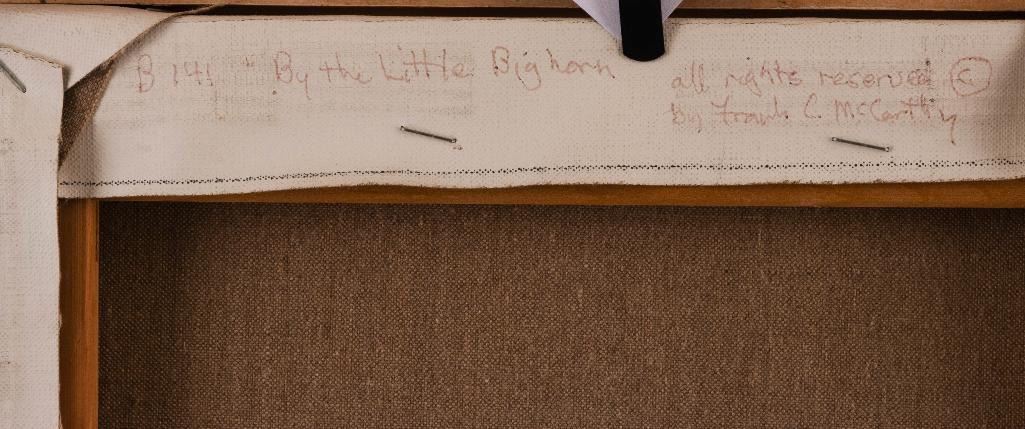 B 141 " By the Little Bighorn
all rights reserved ©
by Frank C McCarthy